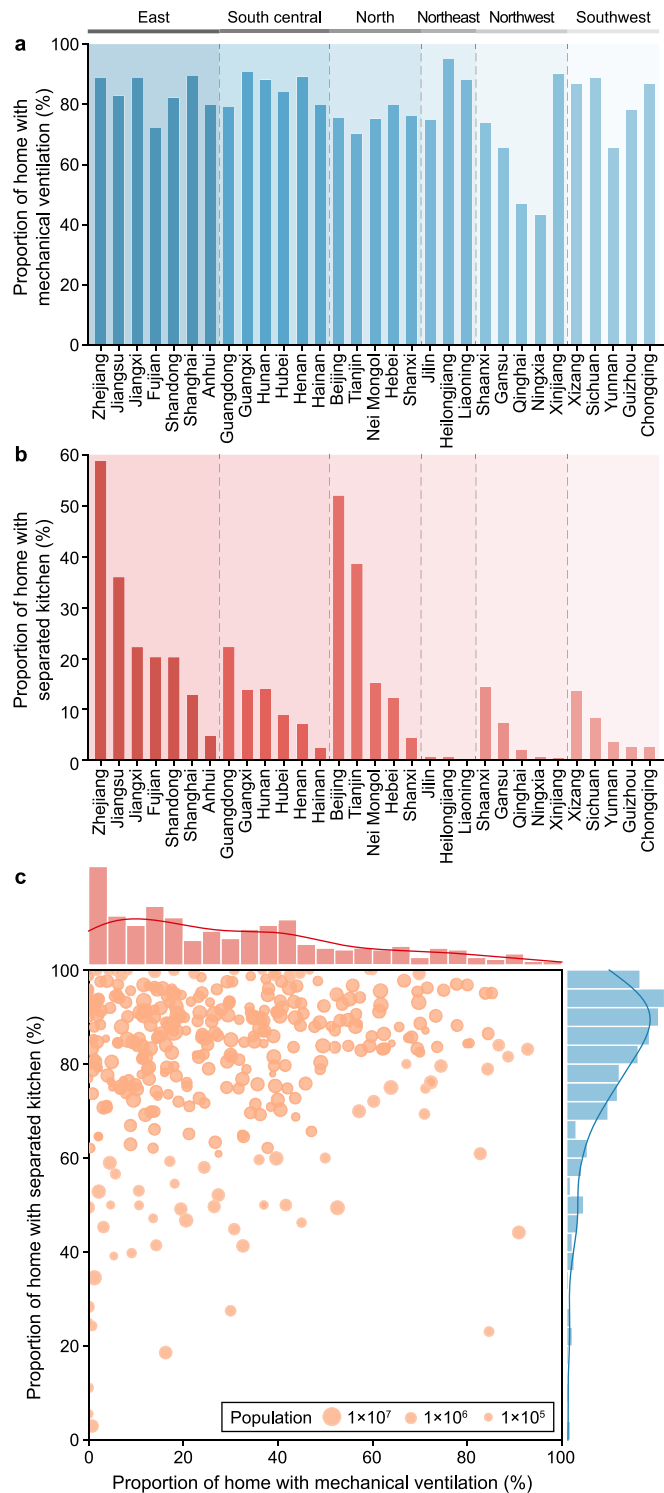 East South central North Northeast Northwest Southwest
a
100
80
60
40
20
0
Proportion of home with
mechanical ventilation (%)
Zhejiang
Jiangsu
Jiangxi
Fujian
Shandong
Shanghai
Anhui
Guangdong
Guangxi
Hunan
Hubei
Henan
Hainan
Beijing
Tianjin
Nei Mongol
Hebei
Shanxi
Jilin
Heilongjiang
Liaoning
Shaanxi
Gansu
Qinghai
Ningxia
Xinjiang
Xizang
Sichuan
Yunnan
Guizhou
Chongqing
b
60
50
40
30
20
10
0
Proportion of home with
separated kitchen (%)
Zhejiang
Jiangsu
Jiangxi
Fujian
Shandong
Shanghai
Anhui
Guangdong
Guangxi
Hunan
Hubei
Henan
Hainan
Beijing
Tianjin
Nei Mongol
Hebei
Shanxi
Jilin
Heilongjiang
Liaoning
Shaanxi
Gansu
Qinghai
Ningxia
Xinjiang
Xizang
Sichuan
Yunnan
Guizhou
Chongqing
c
100
80
60
40
20
0
Proportion of home with separated kitchen (%)
Population 1×10⁷ 1×10⁶ 1×10⁵
0 20 40 60 80 100
Proportion of home with mechanical ventilation (%)